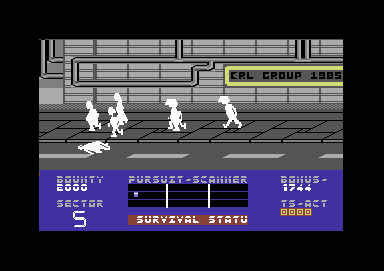 CRL GROUP 1985
BOUNTY PURSUIT-SCANNER BONUS-
2000 1744
SECTOR TS-ACT
5
SURVIVAL STATU